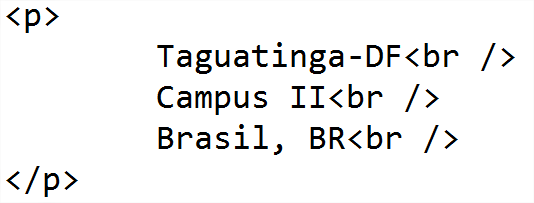 <p>
Taguatinga-DF<br />
Campus II<br />
Brasil, BR<br />
</p>